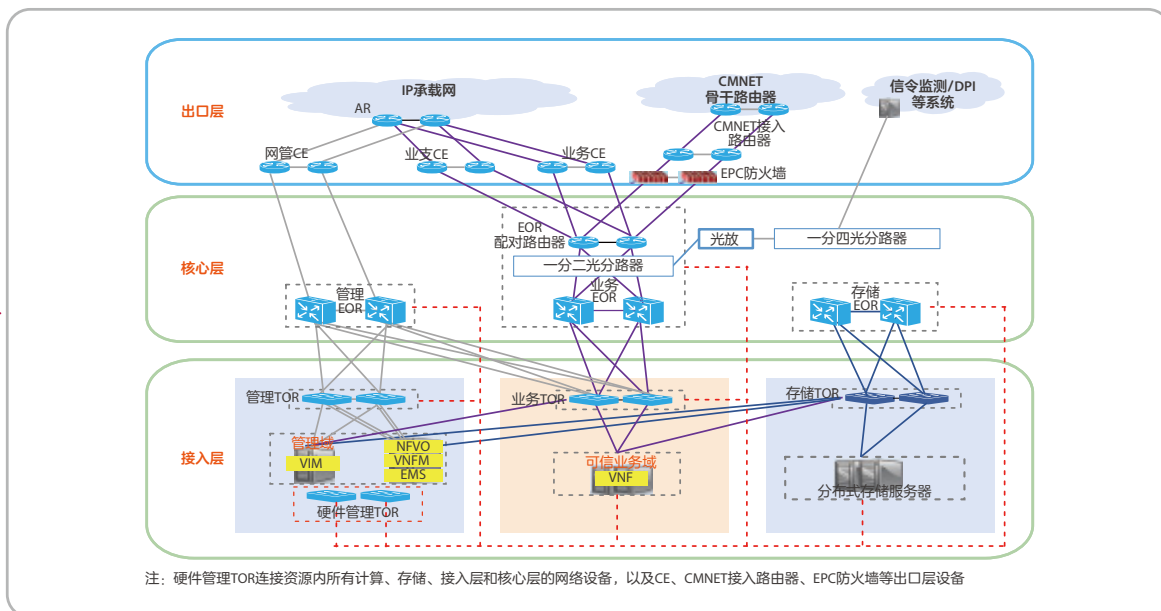 IP承载网
CMNET
骨干路由器
信令监测/DPI
等系统
出口层
AR
CMNET接入
路由器
网管CE
业支CE
业务CE
EPC防火墙
EOR
配对路由器
光放
一分四光分路器
核心层
一分二光分路器
管理
EOR
业务
EOR
存储
EOR
管理TOR
业务TOR
存储TOR
接入层
管理域
VIM
NFVO
VNFM
EMS
可信业务域
VNF
分布式存储服务器
硬件管理TOR
注：硬件管理TOR连接资源内所有计算、存储、接入层和核心层的网络设备，以及CE、CMNET接入路由器、EPC防火墙等出口层设备